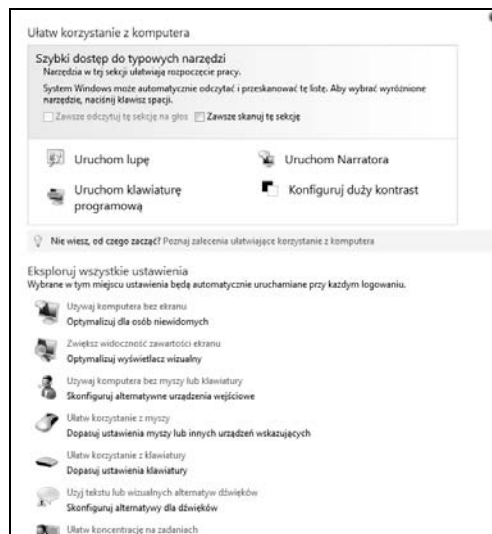 Ułatw korzystanie z komputera
Szybki dostęp do typowych narzędzi
Narzędzia w tej sekcji ułatwiają rozpoczęcie pracy.
System Windows może automatycznie odczytać i przeskanować tę listę. Aby wybrać wyróżnione
narzędzie, naciśnij klawisz spacji.
Zawsze odczytuj tę sekcję na głos Zawsze skanuj tę sekcję
Uruchom lupę Uruchom Narratora
Uruchom klawiaturę Konfiguruj duży kontrast
programową
Nie wiesz, od czego zacząć? Poznaj zalecenia ułatwiające korzystanie z komputera
Eksploruj wszystkie ustawienia
Wybrane w tym miejscu ustawienia będą automatycznie uruchamiane przy każdym logowaniu.
Używaj komputera bez ekranu
Optymalizuj dla osób niewidomych
Zwiększ widoczność zawartości ekranu
Optymalizuj wyświetlacz wizualny
Używaj komputera bez myszy lub klawiatury
Skonfiguruj alternatywne urządzenia wejściowe
Ułatw korzystanie z myszy
Dopasuj ustawienia myszy lub innych urządzeń wskazujących
Ułatw korzystanie z klawiatury
Dopasuj ustawienia klawiatury
Użyj tekstu lub wizualnych alternatyw dźwięków
Skonfiguruj alternatywy dla dźwięków
Ułatw koncentrację na zadaniach